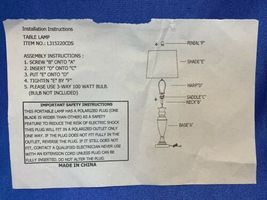 Installation Instructions
TABLE LAMP
ITEM NO.: L315220CDS
ASSEMBLY INSTRUCTIONS :
1. SCREW "B" ONTO "A"
2. INSERT "D" ONTO "C"
3. PUT "E" ONTO "D"
4. TIGHTEN "E" BY "F"
5. PLEASE USE 3-WAY 100 WATT BULB.
(BULB NOT INCLUDED)
IMPORTANT SAFETY INSTRUCTIONS
THIS PORTABLE LAMP HAS A POLARIZED PLUG (ONE
BLADE IS WIDER THAN OTHER) AS A SAFETY
FEATURE TO REDUCE THE RISK OF ELECTRIC SHOCK
THIS PLUG WILL FIT IN A POLARIZED OUTLET ONLY
ONE WAY. IF THE PLUG DOES NOT FIT FULLY IN THE
OUTLET, REVERSE THE PLUG. IF IT STILL DOES NOT
FIT, CONTACT A QUALIFIED ELECTRICIAN NEVER USE
WITH AN EXTENSION CORD UNLESS PLUG CAN BE
FULLY INSERTED. DO NOT ALTER THE PLUG.
FINIAL"F"
SHADE"E"
HARP"D"
SADDLE"C"
NECK"B"
BASE"A"